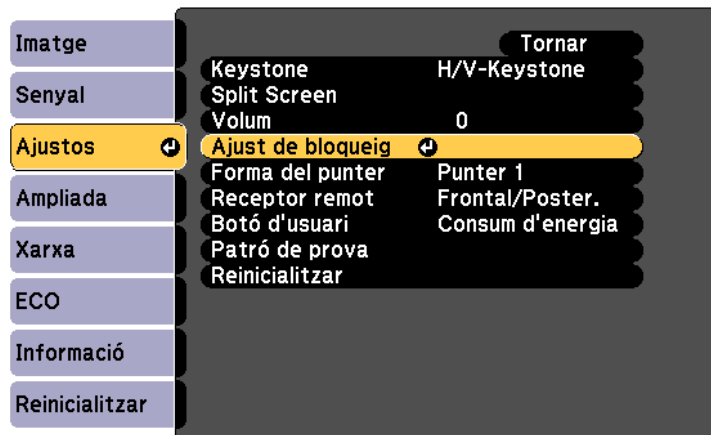 Imatge
Senyal
Ajustos
Ampliada
Xarxa
ECO
Informació
Reinicialitzar
Tornar
Keystone H/V-Keystone
Split Screen
Volum 0
Ajust de bloqueig
Forma del punter Punter 1
Receptor remot Frontal/Poster.
Botó d'usuari Consum d'energia
Patró de prova
Reinicialitzar